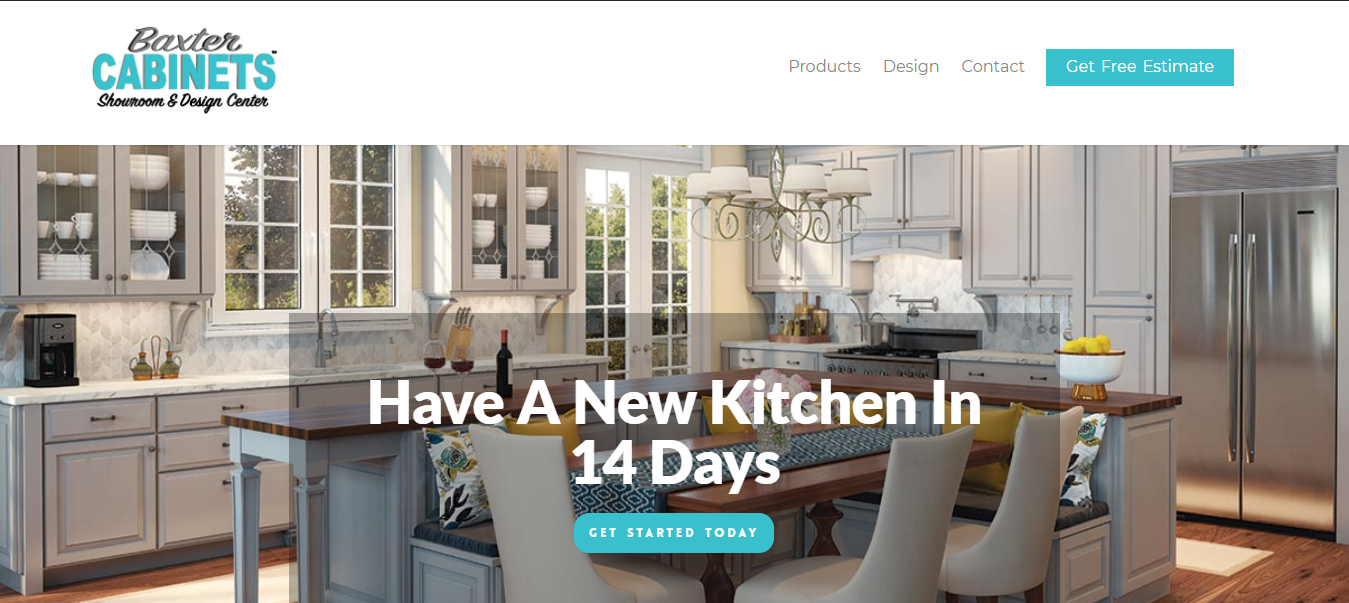 Baxter
CABINETS™
Showroom & Design Center
Products Design Contact Get Free Estimate
Have A New Kitchen In
14 Days
GET STARTED TODAY